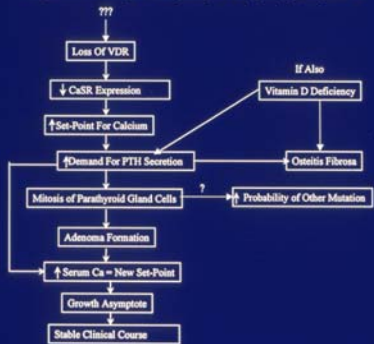 ???
Loss Of VDR
↓ CaSR Expression
If Also
Vitamin D Deficiency
↑Set-Point For Calcium
↑Demand For PTH Secretion
Osteitis Fibrosa
Mitosis of Parathyroid Gland Cells
?
↑ Probability of Other Mutation
Adenoma Formation
↑ Serum Ca = New Set-Point
Growth Asymptote
Stable Clinical Course